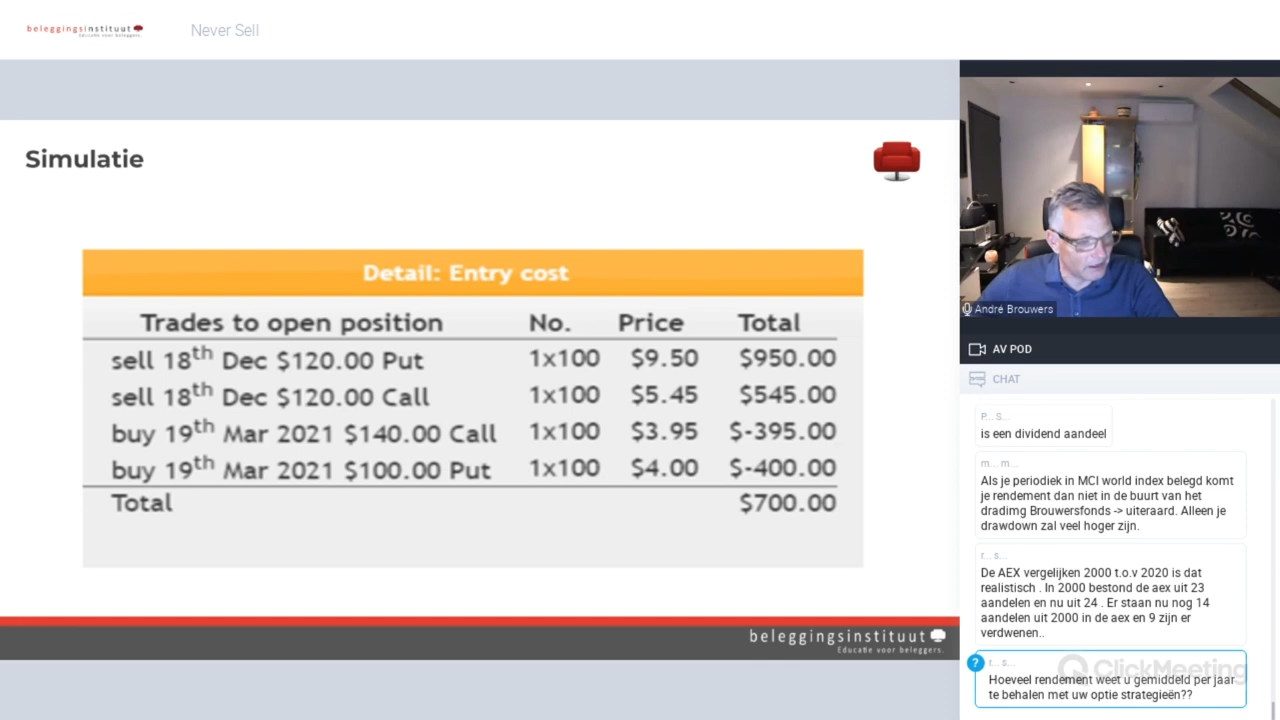 beleggingsinstituut
Educatie voor beleggers.
Never Sell
Simulatie
Detail: Entry cost
Trades to open position No. Price Total
sell 18th Dec $120.00 Put 1x100 $9.50 $950.00
sell 18th Dec $120.00 Call 1x100 $5.45 $545.00
buy 19th Mar 2021 $140.00 Call 1x100 $3.95 $-395.00
buy 19th Mar 2021 $100.00 Put 1x100 $4.00 $-400.00
Total $700.00
beleggingsinstituut
Educatie voor beleggers.
André Brouwers
AV POD
CHAT
P... S...
is een dividend aandeel
m... m...
Als je periodiek in MCI world index belegd komt
je rendement dan niet in de buurt van het
dradimg Brouwersfonds -> uiteraard. Alleen je
drawdown zal veel hoger zijn.
r... s...
De AEX vergelijken 2000 t.o.v 2020 is dat
realistisch . In 2000 bestond de aex uit 23
aandelen en nu uit 24 . Er staan nu nog 14
aandelen uit 2000 in de aex en 9 zijn er
verdwenen..
?
r... s...
ClickMeeting
Hoeveel rendement weet u gemiddeld per jaar
te behalen met uw optie strategieën??